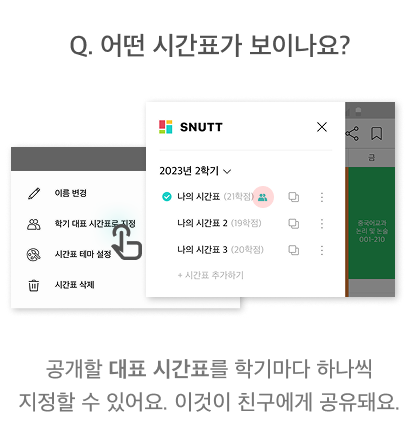 Q. 어떤 시간표가 보이나요?
SNUTT
2023년 2학기
나의 시간표 (21학점)
나의 시간표 2 (19학점)
나의 시간표 3 (20학점)
+ 시간표 추가하기
이름 변경
학기 대표 시간표로 지정
시간표 테마 설정
시간표 삭제
금
중국어교과
논리 및 논술
001-210
공개할 대표 시간표를 학기마다 하나씩
지정할 수 있어요. 이것이 친구에게 공유돼요.